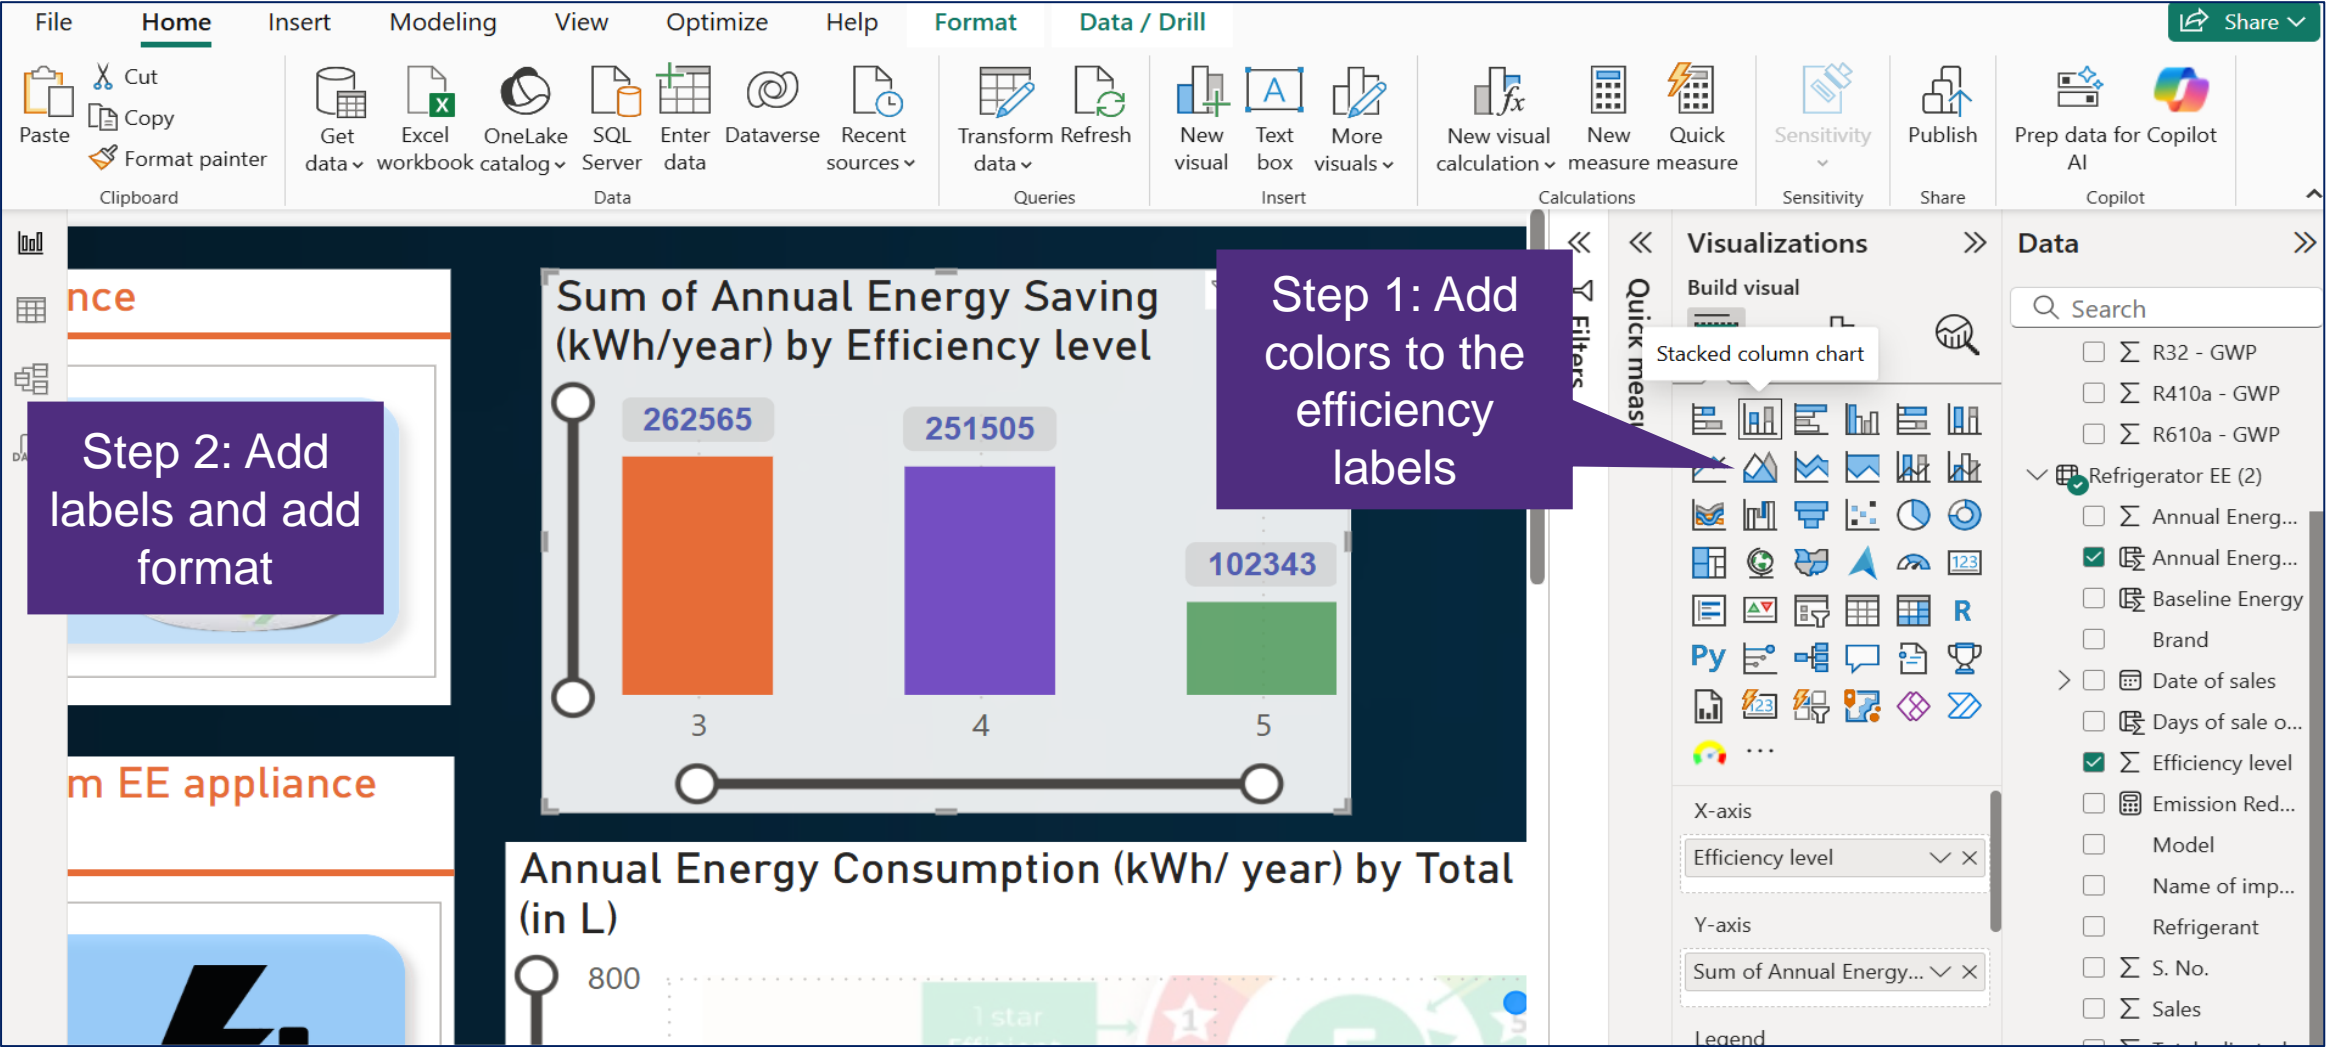 File Home Insert Modeling View Optimize Help Format Data / Drill Share
Paste
Cut
Copy
Format painter
Clipboard
Get data
Excel workbook
OneLake catalog
SQL Server
Enter data
Dataverse
Recent sources
Data
Transform data
Refresh
Queries
New visual
Text box
More visuals
Insert
New visual calculation
New measure
Quick measure
Calculations
Sensitivity
Sensitivity
Publish
Share
Prep data for AI
Copilot
Copilot
nce
Step 2: Add
labels and add
format
m EE appliance
Sum of Annual Energy Saving
(kWh/year) by Efficiency level
262565
251505
102343
3 4 5
Step 1: Add
colors to the
efficiency
labels
Annual Energy Consumption (kWh/ year) by Total
(in L)
800
1 star
1
5
Filters
Quick
Visualizations
Build visual
Stacked column chart
123
R
Py
123
X-axis
Efficiency level
Y-axis
Sum of Annual Energy...
Legend
Data
Search
R32 - GWP
R410a - GWP
R610a - GWP
Refrigerator EE (2)
Annual Energ...
Annual Energ...
Baseline Energy
Brand
Date of sales
Days of sale o...
Efficiency level
Emission Red...
Model
Name of imp...
Refrigerant
S. No.
Sales